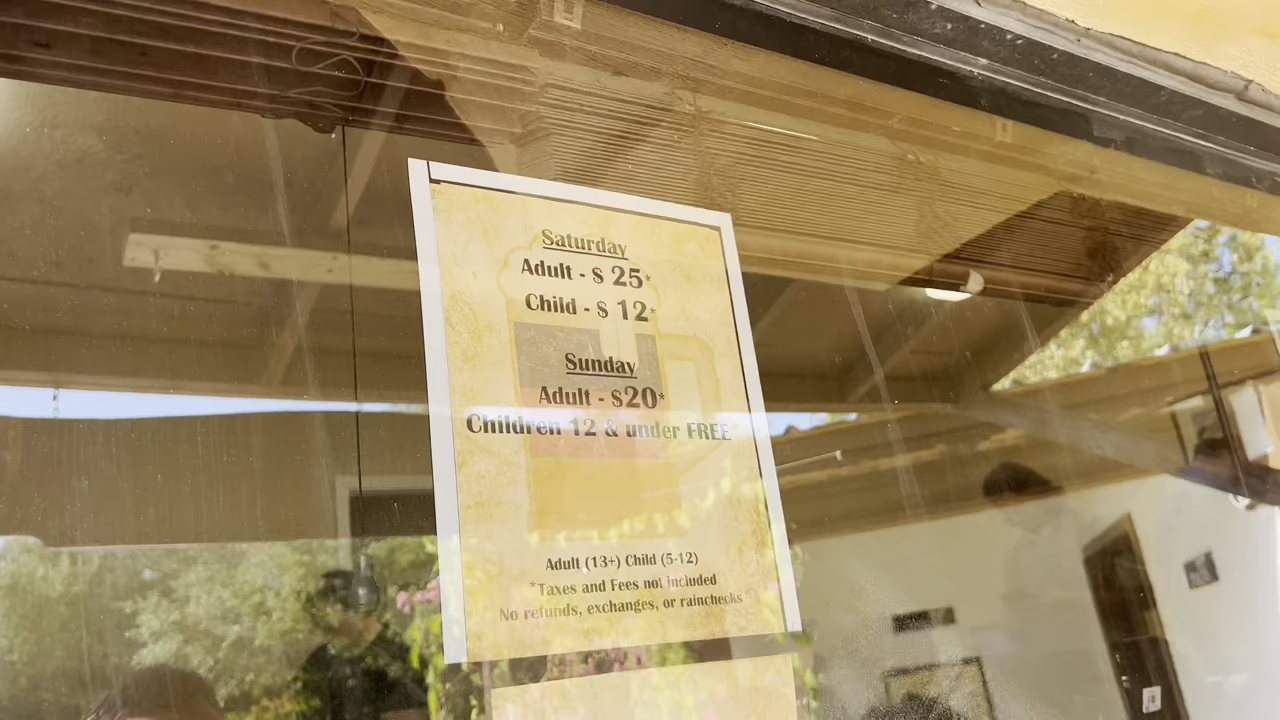 Saturday
Adult - $ 25*
Child - $ 12*
Sunday
Adult - $20*
Children 12 & under FREE
Adult (13+) Child (5-12)
*Taxes and Fees not included
No refunds, exchanges, or rainchecks